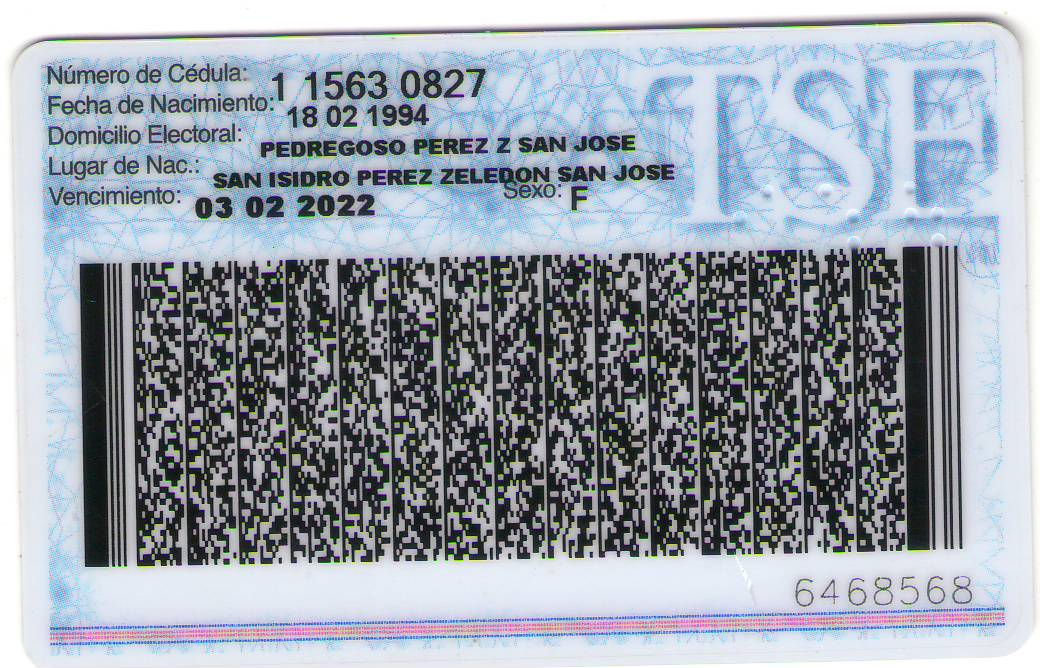 Número de Cédula: 1 1563 0827
Fecha de Nacimiento: 18 02 1994
Domicilio Electoral: PEDREGOSO PEREZ Z SAN JOSE
Lugar de Nac.: SAN ISIDRO PEREZ ZELEDON SAN JOSE
Vencimiento: 03 02 2022 Sexo: F
TSE
6468568